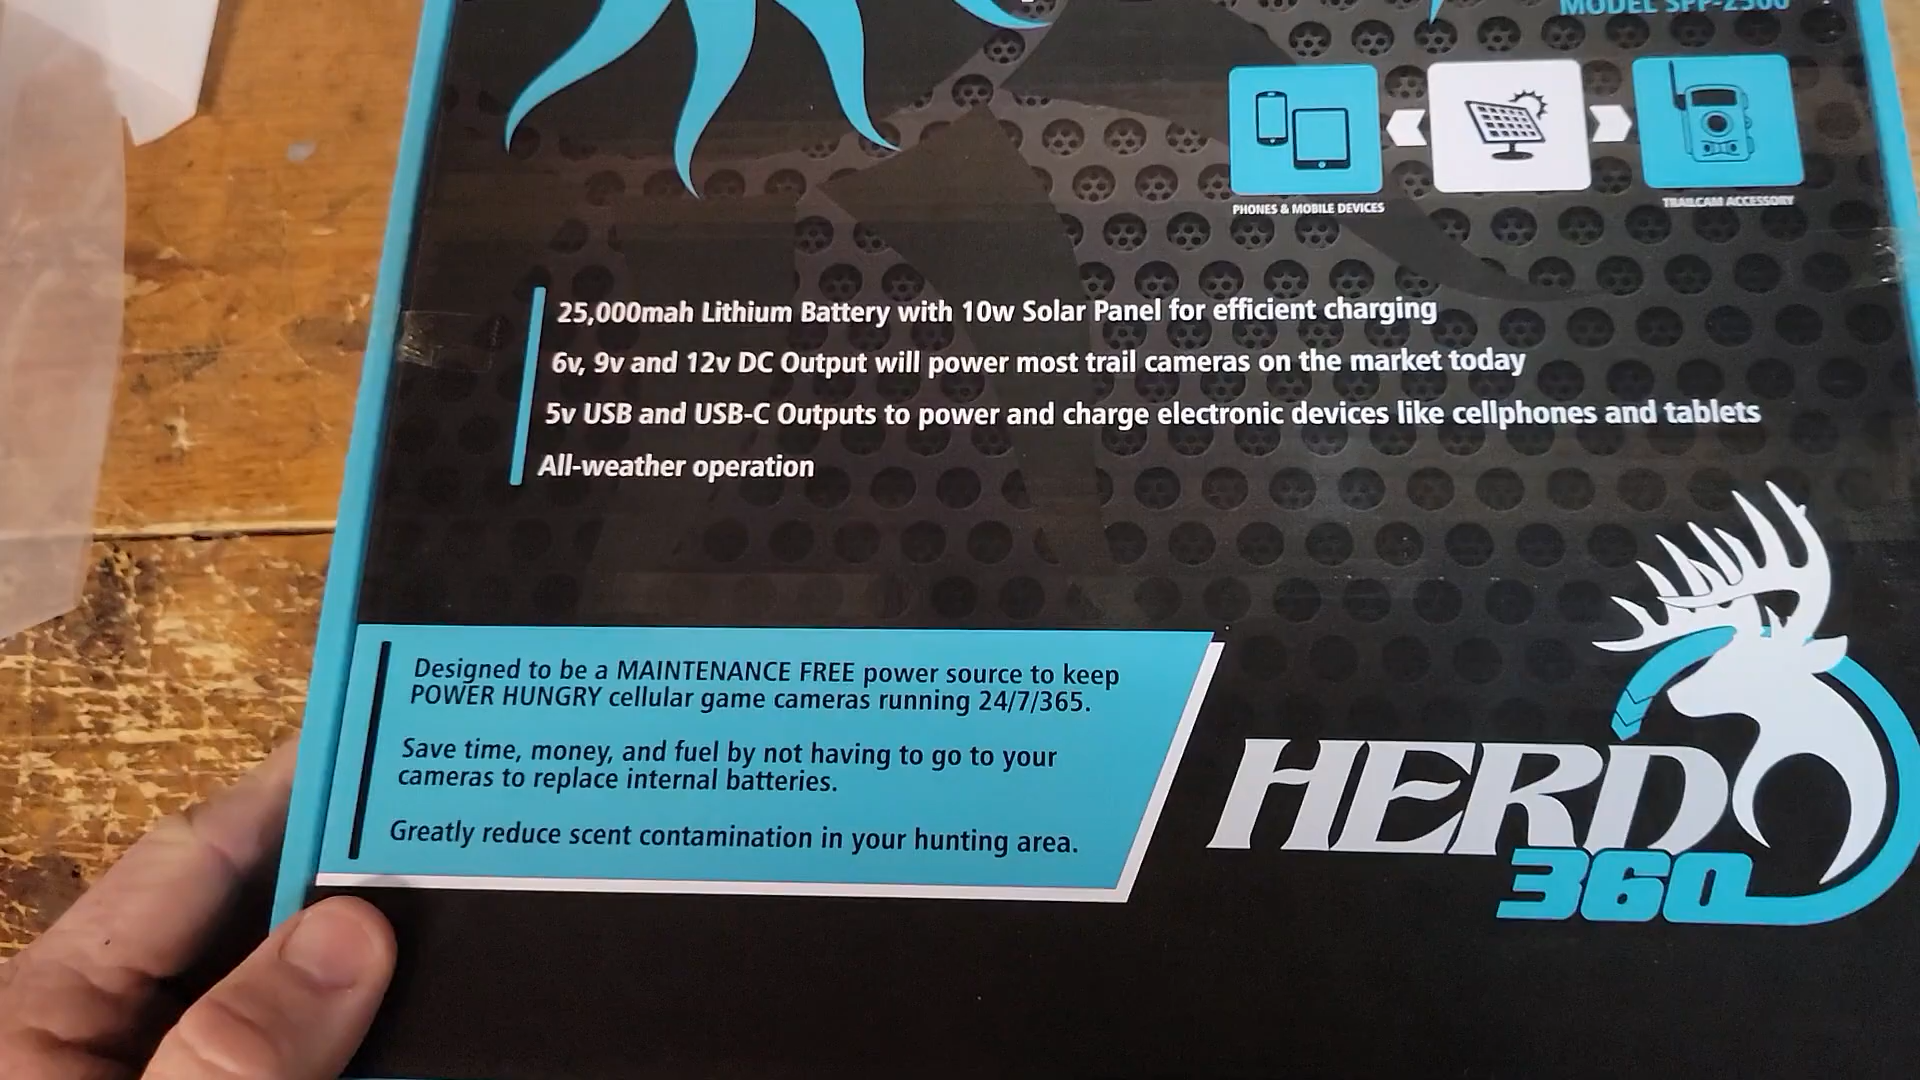 MODEL SPP-2500
PHONES & MOBILE DEVICES
TRAILCAM ACCESSORY
25,000mah Lithium Battery with 10w Solar Panel for efficient charging
6v, 9v and 12v DC Output will power most trail cameras on the market today
5v USB and USB-C Outputs to power and charge electronic devices like cellphones and tablets
All-weather operation
Designed to be a MAINTENANCE FREE power source to keep
POWER HUNGRY cellular game cameras running 24/7/365.
Save time, money, and fuel by not having to go to your
cameras to replace internal batteries.
Greatly reduce scent contamination in your hunting area.
HERD
360